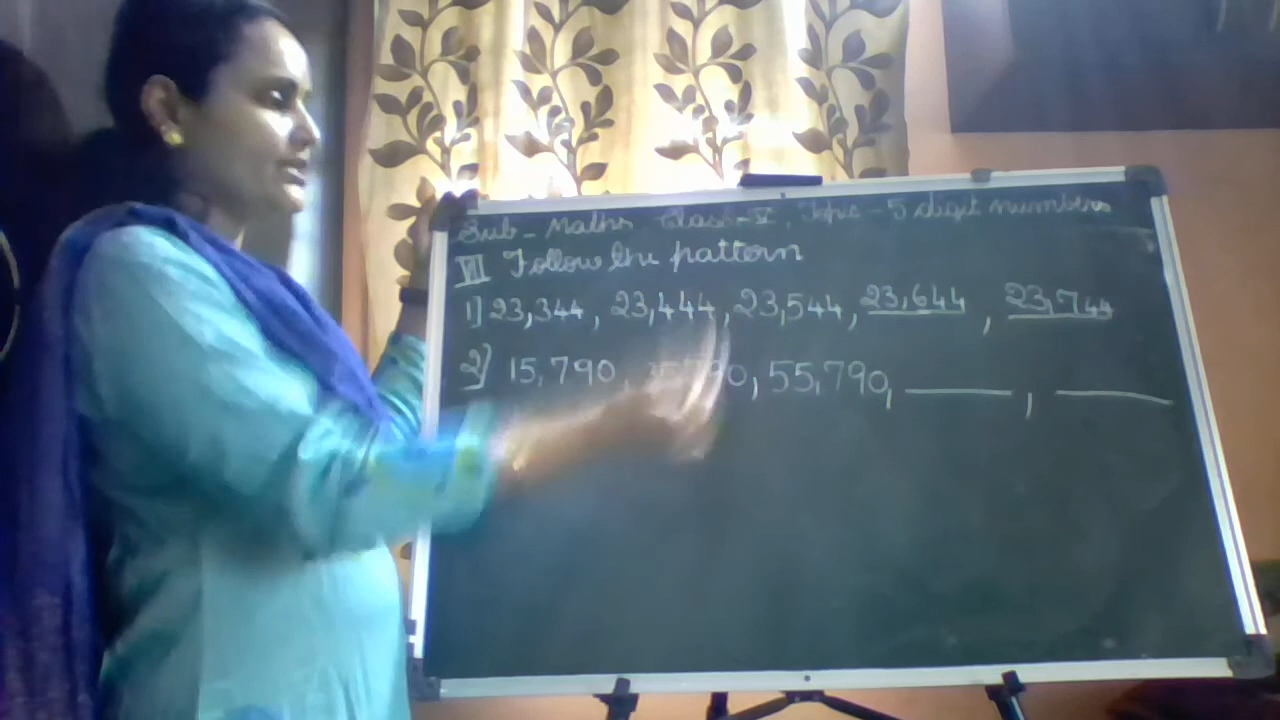 Sub - Maths Class - V, Topic - 5 digit numbers
VII Follow the pattern
1) 23,344, 23,444, 23,544, 23,644, 23,744
2) 15,790, 55,790, ______, ______